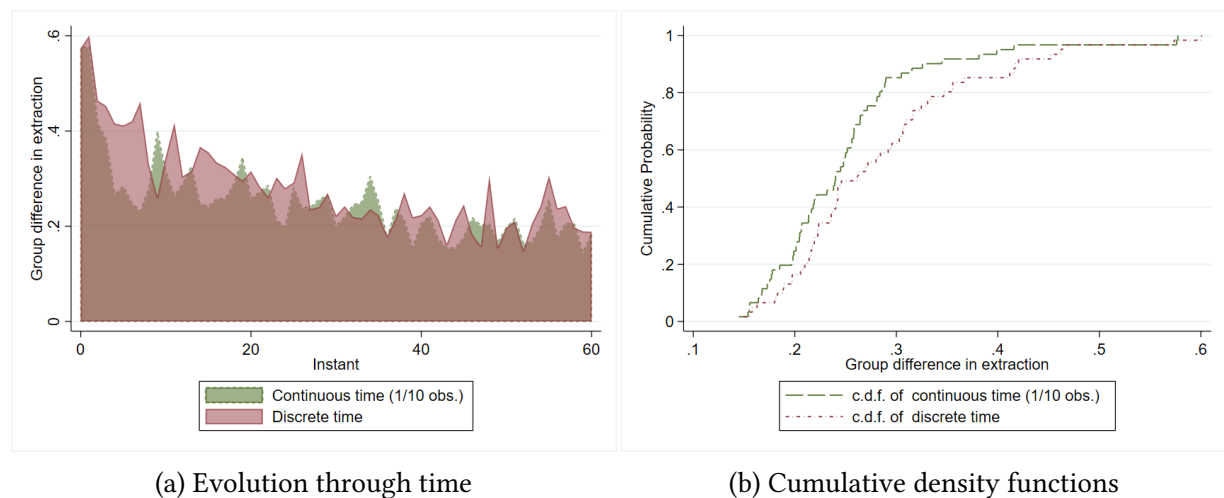 Group difference in extraction
.6
.4
.2
0
0
20
40
60
Instant
Continuous time (1/10 obs.)
Discrete time
(a) Evolution through time
Cumulative Probability
1
.8
.6
.4
.2
0
.1
.2
.3
.4
.5
.6
Group difference in extraction
c.d.f. of continuous time (1/10 obs.)
c.d.f. of discrete time
(b) Cumulative density functions